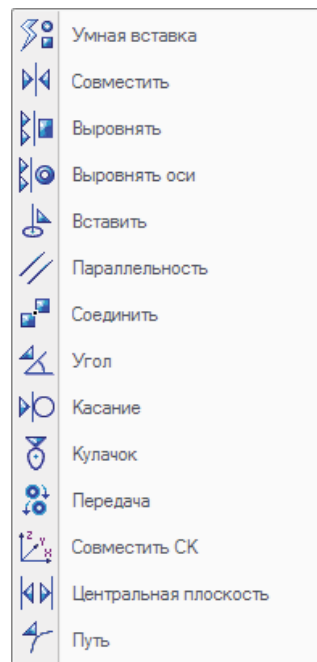 Умная вставка
Совместить
Выровнять
Выровнять оси
Вставить
Параллельность
Соединить
Угол
Касание
Кулачок
Передача
Z Y X Совместить СК
Центральная плоскость
Путь